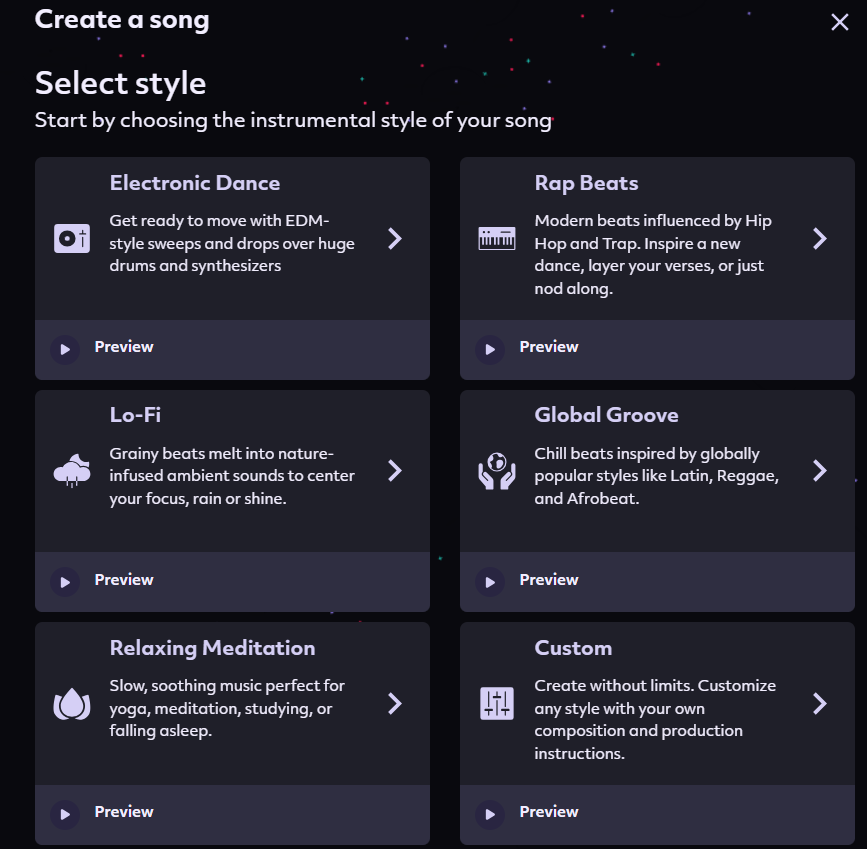 Create a song
Select style
Start by choosing the instrumental style of your song
Electronic Dance
Get ready to move with EDM-
style sweeps and drops over huge
drums and synthesizers
Preview
Rap Beats
Modern beats influenced by Hip
Hop and Trap. Inspire a new
dance, layer your verses, or just
nod along.
Preview
Lo-Fi
Grainy beats melt into nature-
infused ambient sounds to center
your focus, rain or shine.
Preview
Global Groove
Chill beats inspired by globally
popular styles like Latin, Reggae,
and Afrobeat.
Preview
Relaxing Meditation
Slow, soothing music perfect for
yoga, meditation, studying, or
falling asleep.
Preview
Custom
Create without limits. Customize
any style with your own
composition and production
instructions.
Preview